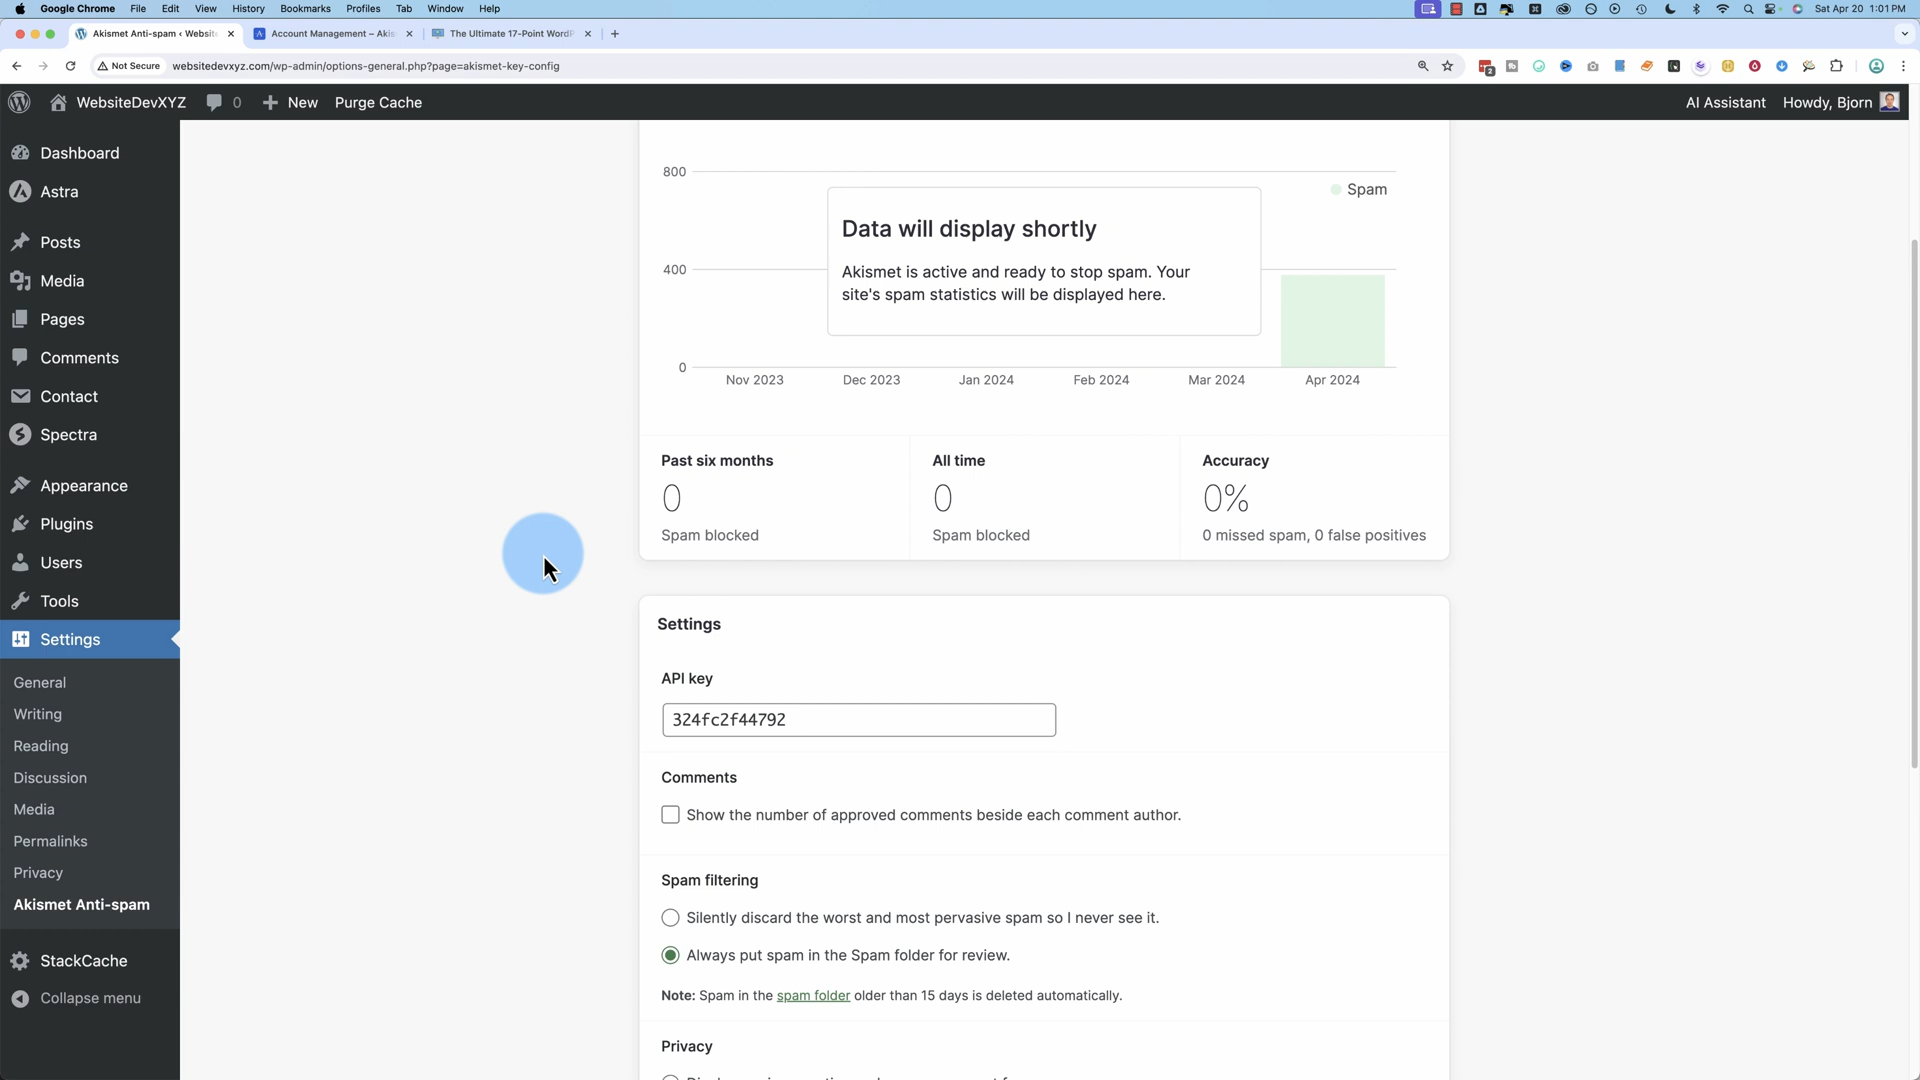 Google Chrome File Edit View History Bookmarks Profiles Tab Window Help Sat Apr 20 1:01 PM
Akismet Anti-spam ‹ Website Account Management – Akis The Ultimate 17-Point WordP
Not Secure websitedevxyz.com/wp-admin/options-general.php?page=akismet-key-config
2
WebsiteDevXYZ 0 New Purge Cache AI Assistant Howdy, Bjorn
Dashboard
Astra
Posts
Media
Pages
Comments
Contact
Spectra
Appearance
Plugins
Users
Tools
Settings
General
Writing
Reading
Discussion
Media
Permalinks
Privacy
Akismet Anti-spam
StackCache
Collapse menu
800
Spam
Data will display shortly
400
Akismet is active and ready to stop spam. Your
site's spam statistics will be displayed here.
0
Nov 2023 Dec 2023 Jan 2024 Feb 2024 Mar 2024 Apr 2024
Past six months
0
Spam blocked
All time
0
Spam blocked
Accuracy
0%
0 missed spam, 0 false positives
Settings
API key
324fc2f44792
Comments
Show the number of approved comments beside each comment author.
Spam filtering
Silently discard the worst and most pervasive spam so I never see it.
Always put spam in the Spam folder for review.
Note: Spam in the spam folder older than 15 days is deleted automatically.
Privacy